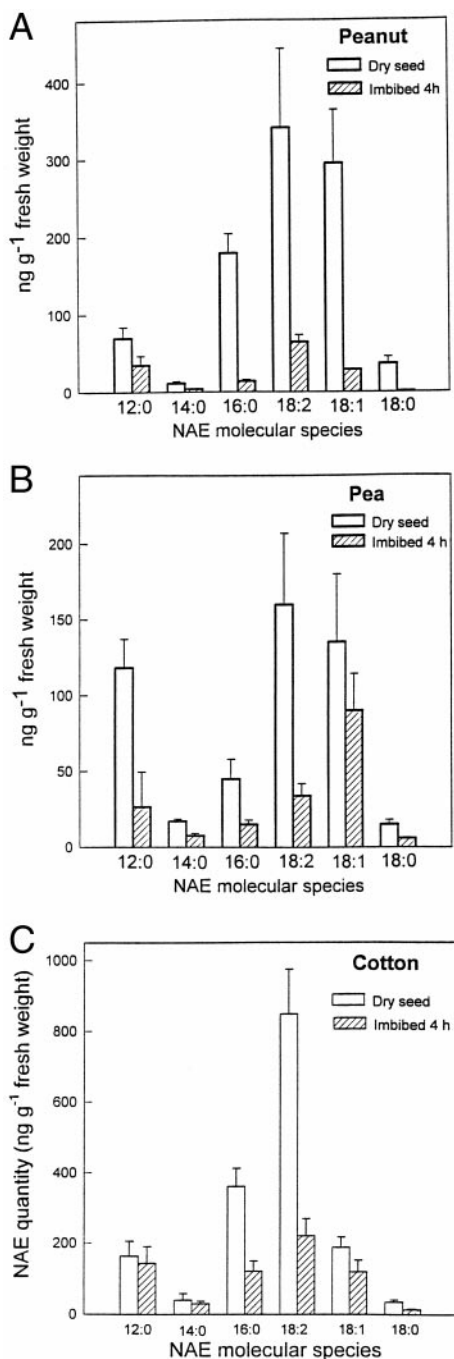 A
Peanut
Dry seed
Imbibed 4h
ng g⁻¹ fresh weight
400
300
200
100
0
12:0 14:0 16:0 18:2 18:1 18:0
NAE molecular species
B
Pea
Dry seed
Imbibed 4 h
ng g⁻¹ fresh weight
200
150
100
50
0
12:0 14:0 16:0 18:2 18:1 18:0
NAE molecular species
C
Cotton
Dry seed
Imbibed 4 h
NAE quantity (ng g⁻¹ fresh weight)
1000
800
600
400
200
0
12:0 14:0 16:0 18:2 18:1 18:0
NAE molecular species